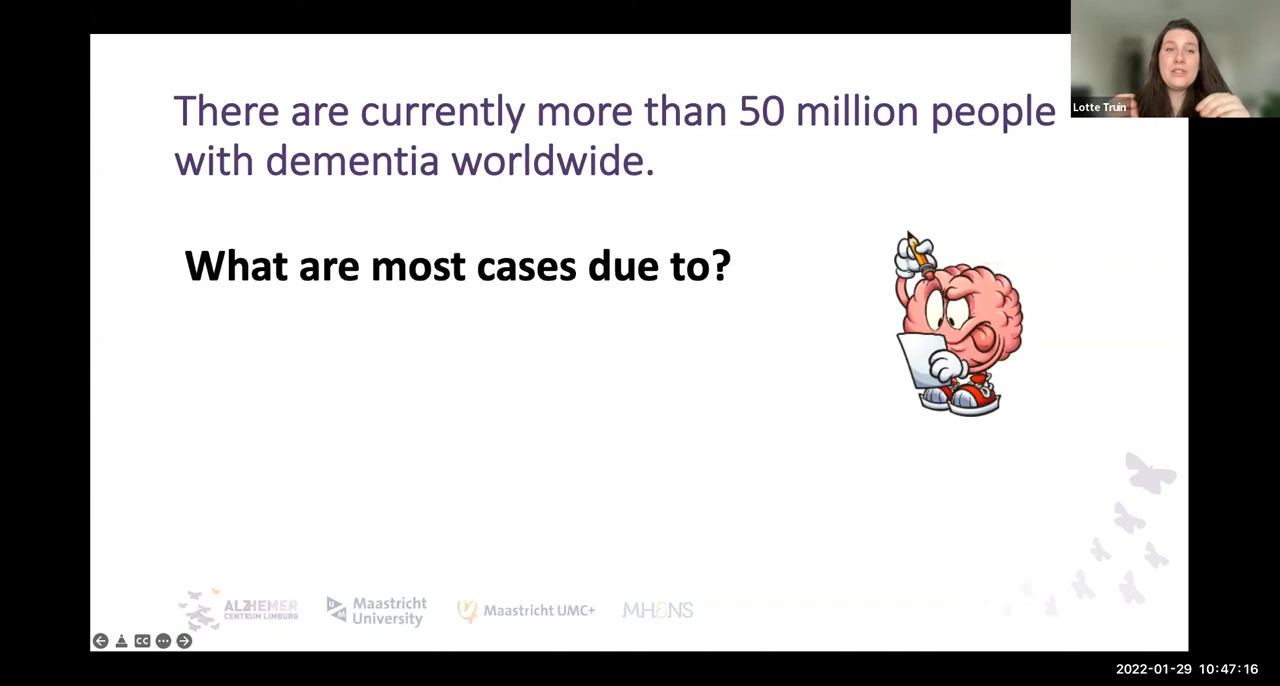 There are currently more than 50 million people
with dementia worldwide.
Lotte Truin
What are most cases due to?
ALZHEIMER
CENTRUM LIMBURG
Maastricht
University
Maastricht UMC+
MHENS
CC
2022-01-29 10:47:16